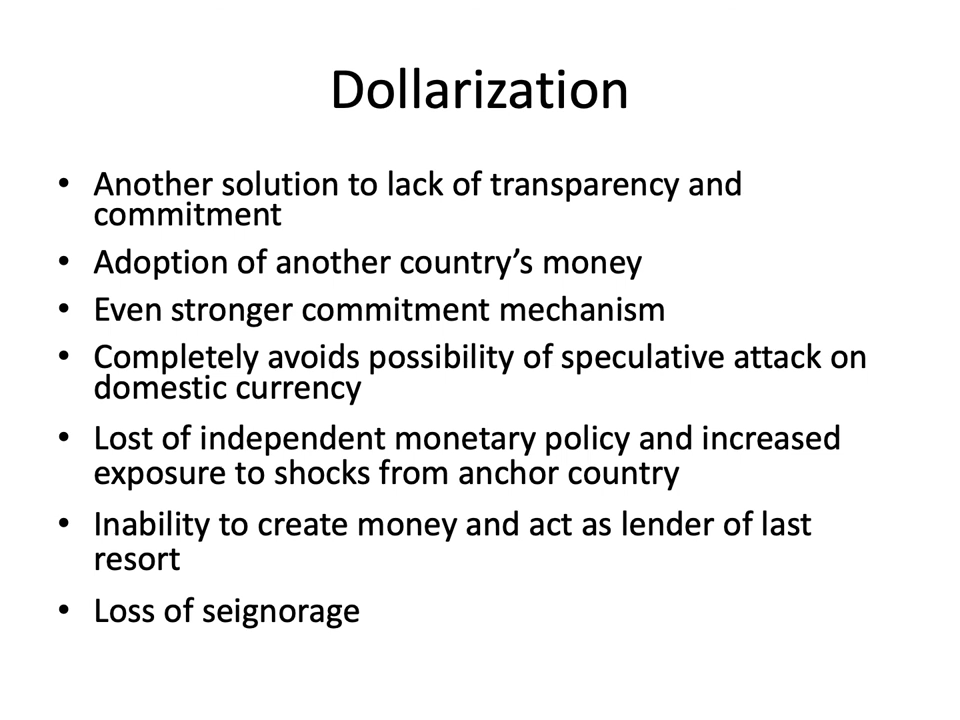 Dollarization
• Another solution to lack of transparency and
commitment
• Adoption of another country’s money
• Even stronger commitment mechanism
• Completely avoids possibility of speculative attack on
domestic currency
• Lost of independent monetary policy and increased
exposure to shocks from anchor country
• Inability to create money and act as lender of last
resort
• Loss of seignorage